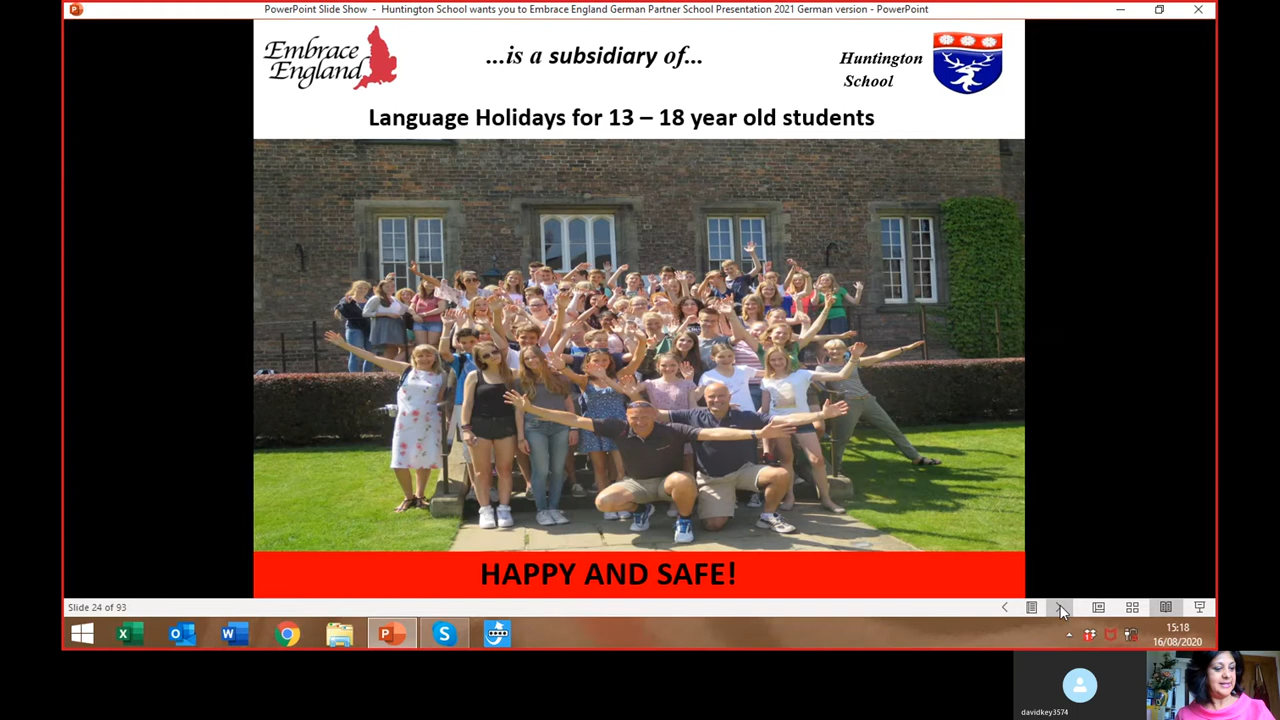 PowerPoint Slide Show - Huntington School wants you to Embrace England German Partner School Presentation 2021 German version - PowerPoint
Embrace
England
...is a subsidiary of...
Huntington
School
Language Holidays for 13 – 18 year old students
HAPPY AND SAFE!
Slide 24 of 93
15:18
16/08/2020
davidkey3574